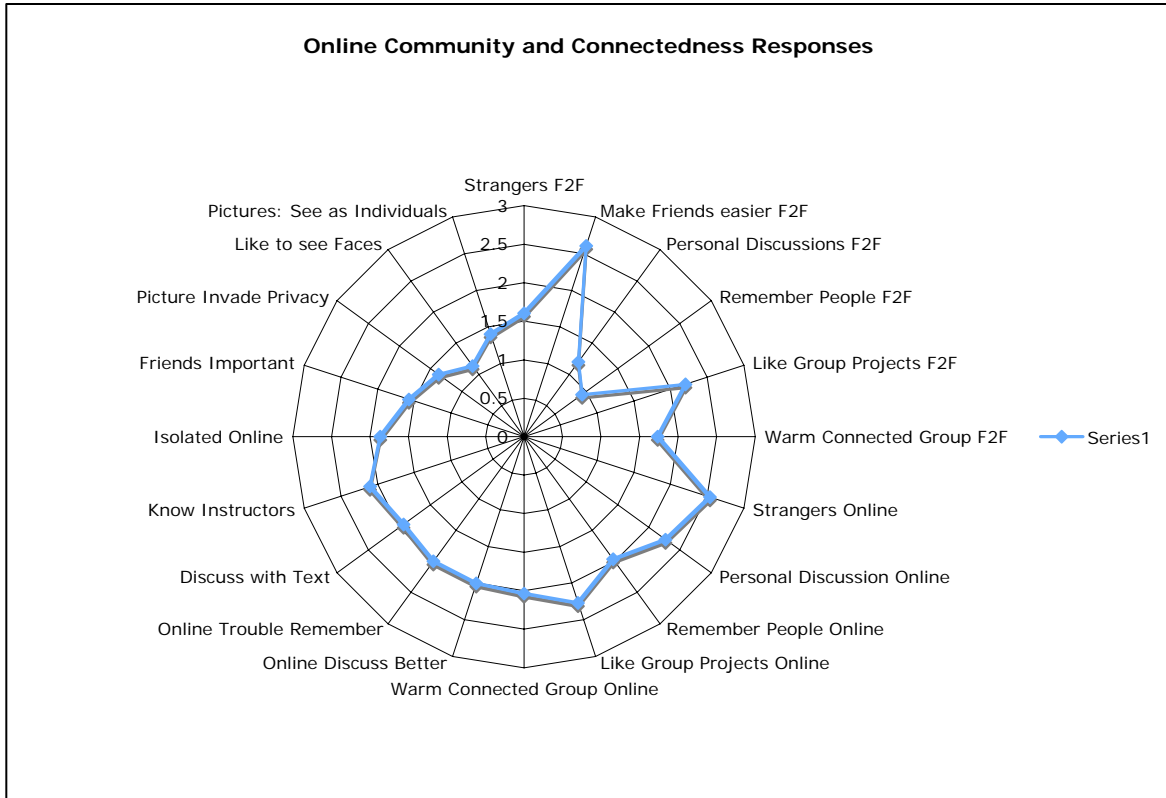 Online Community and Connectedness Responses
Strangers F2F
Make Friends easier F2F
Personal Discussions F2F
Remember People F2F
Like Group Projects F2F
Warm Connected Group F2F
Strangers Online
Personal Discussion Online
Remember People Online
Like Group Projects Online
Warm Connected Group Online
Online Discuss Better
Online Trouble Remember
Discuss with Text
Know Instructors
Isolated Online
Friends Important
Picture Invade Privacy
Like to see Faces
Pictures: See as Individuals
3
2.5
2
1.5
1
0.5
0
Series1